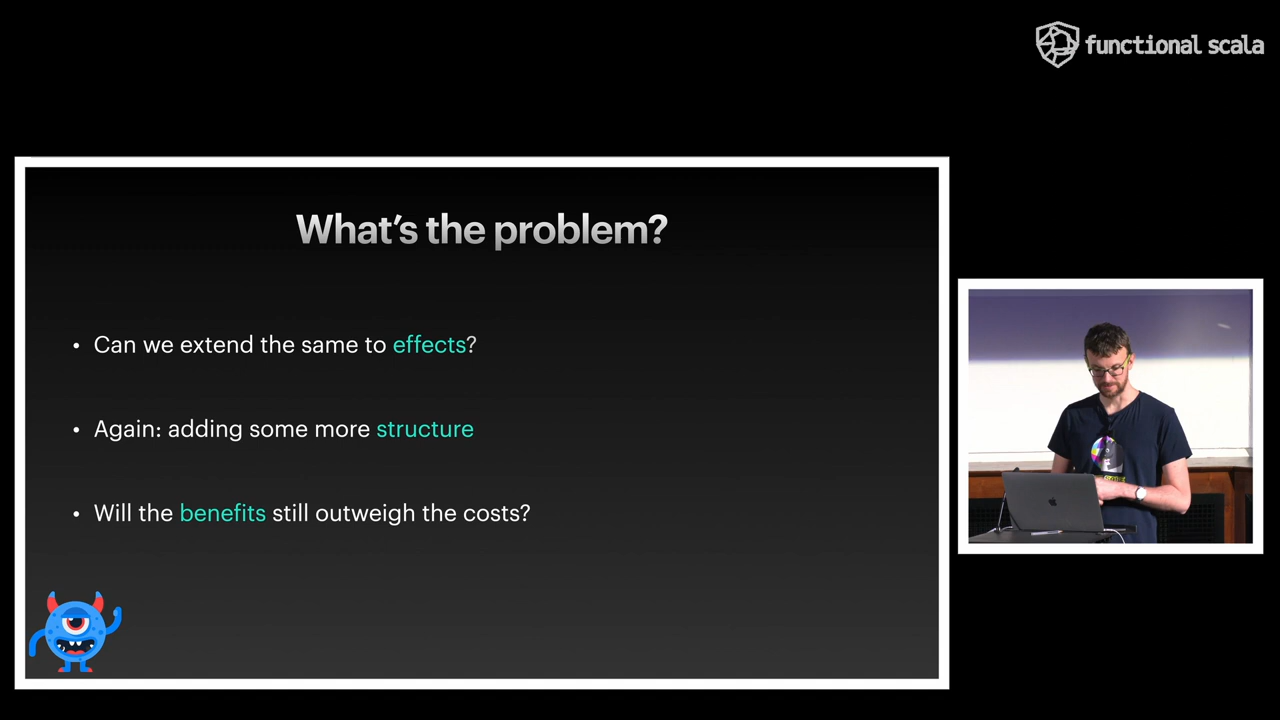 functional scala
What's the problem?
• Can we extend the same to effects?
• Again: adding some more structure
• Will the benefits still outweigh the costs?